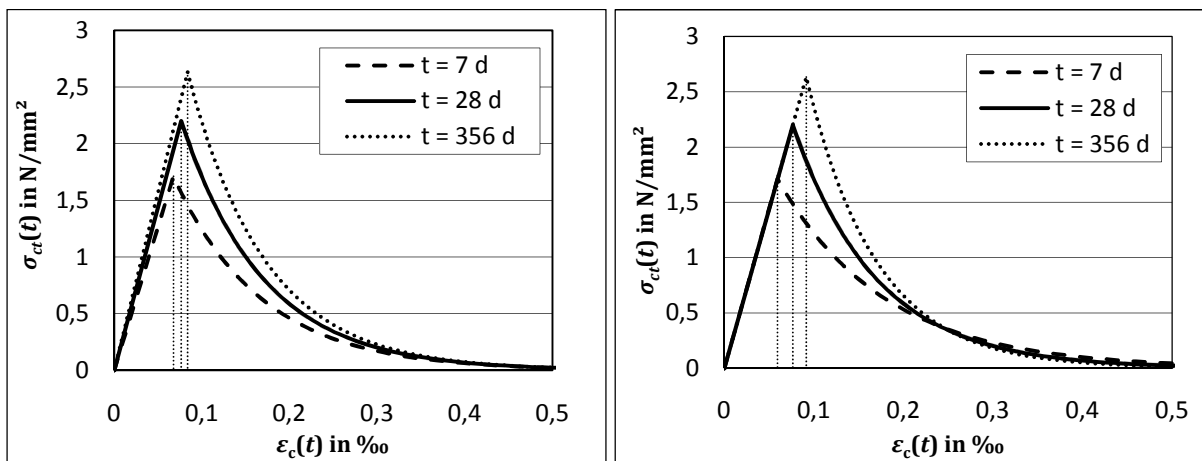 σct(t) in N/mm²
3
2,5
2
1,5
1
0,5
0
t = 7 d
t = 28 d
t = 356 d
0 0,1 0,2 0,3 0,4 0,5
εc(t) in ‰
σct(t) in N/mm²
3
2,5
2
1,5
1
0,5
0
t = 7 d
t = 28 d
t = 356 d
0 0,1 0,2 0,3 0,4 0,5
εc(t) in ‰